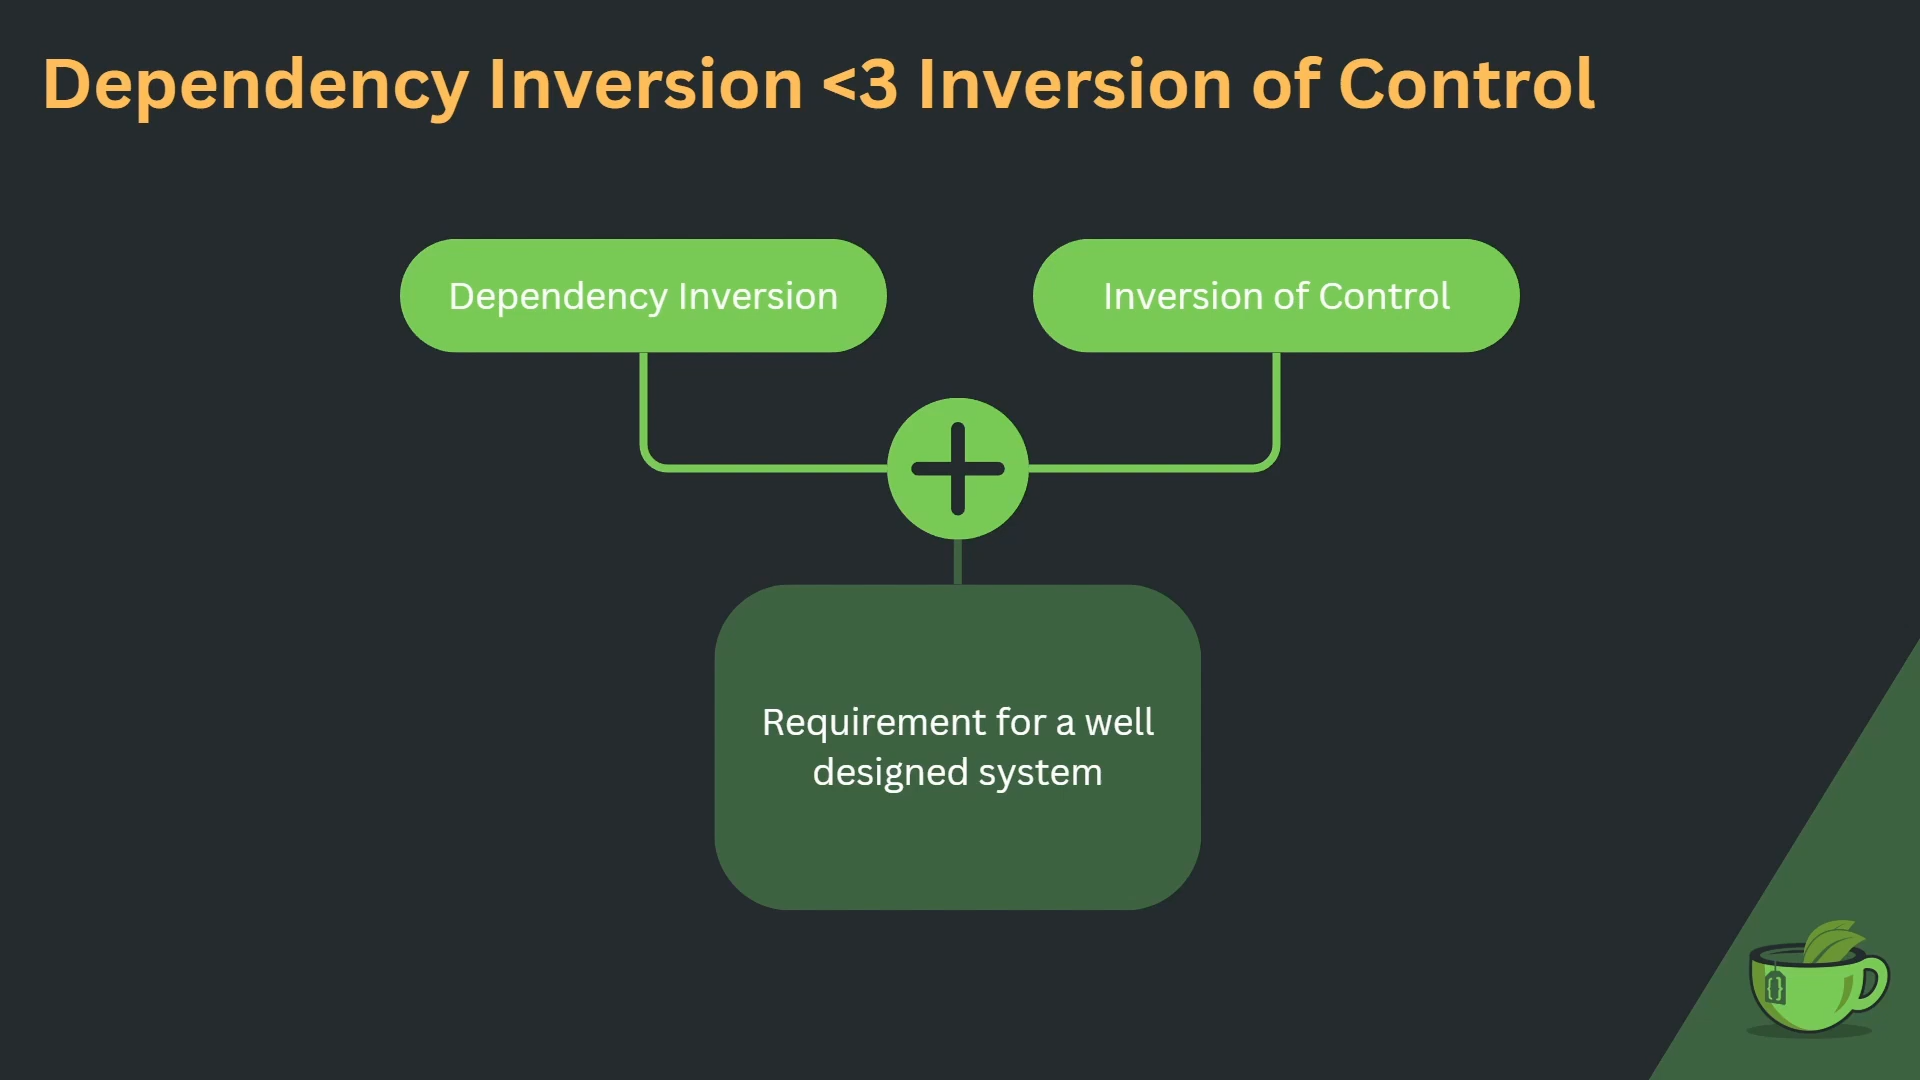 Dependency Inversion <3 Inversion of Control
Dependency Inversion
Inversion of Control
Requirement for a well
designed system
{}